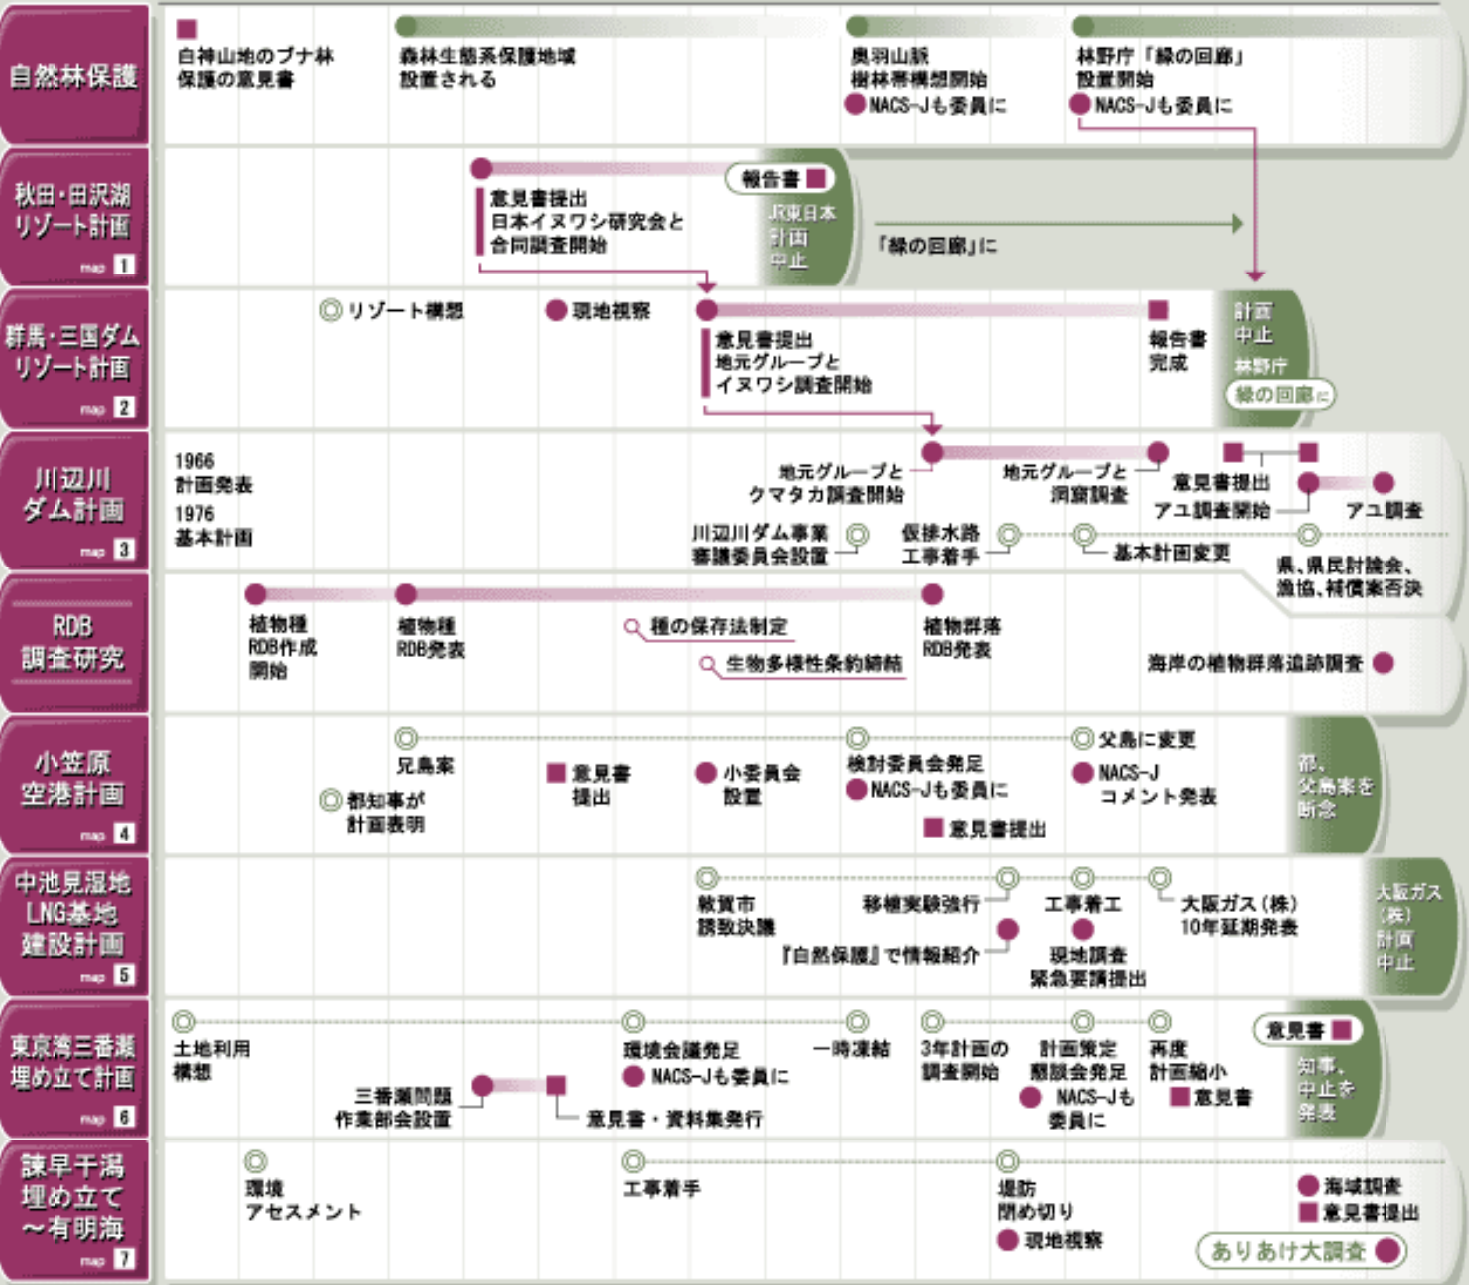 自然林保護
白神山地のブナ林
保護の意見書
森林生態系保護地域
設置される
奥羽山脈
樹林帯構想開始
NACS-Jも委員に
林野庁「緑の回廊」
設置開始
NACS-Jも委員に
秋田・田沢湖
リゾート計画
map 1
意見書提出
日本イヌワシ研究会と
合同調査開始
報告書
JR東日本
計画
中止
「緑の回廊」に
群馬・三国ダム
リゾート計画
map 2
リゾート構想
現地視察
意見書提出
地元グループと
イヌワシ調査開始
報告書
完成
計画
中止
林野庁
緑の回廊に
川辺川
ダム計画
map 3
1966
計画発表
1976
基本計画
地元グループと
クマタカ調査開始
地元グループと
洞窟調査
意見書提出
アユ調査開始
アユ調査
川辺川ダム事業
審議委員会設置
仮排水路
工事着手
基本計画変更
県、県民討論会、
漁協、補償案否決
RDB
調査研究
植物種
RDB作成
開始
植物種
RDB発表
種の保存法制定
生物多様性条約締結
植物群落
RDB発表
海岸の植物群落追跡調査
小笠原
空港計画
map 4
兄島案
都知事が
計画表明
意見書
提出
小委員会
設置
検討委員会発足
NACS-Jも委員に
意見書提出
父島に変更
NACS-J
コメント発表
都、
父島案を
断念
中池見湿地
LNG基地
建設計画
map 5
敦賀市
誘致決議
移植実験強行
『自然保護』で情報紹介
工事着工
現地調査
緊急要請提出
大阪ガス(株)
10年延期発表
大阪ガス
(株)
計画
中止
東京湾三番瀬
埋め立て計画
map 6
土地利用
構想
三番瀬問題
作業部会設置
意見書・資料集発行
環境会議発足
NACS-Jも委員に
一時凍結
3年計画の
調査開始
計画策定
懇談会発足
NACS-Jも
委員に
再度
計画縮小
意見書
意見書
知事、
中止を
発表
諫早干潟
埋め立て
～有明海
map 7
環境
アセスメント
工事着手
堤防
閉め切り
現地視察
海域調査
意見書提出
ありあけ大調査